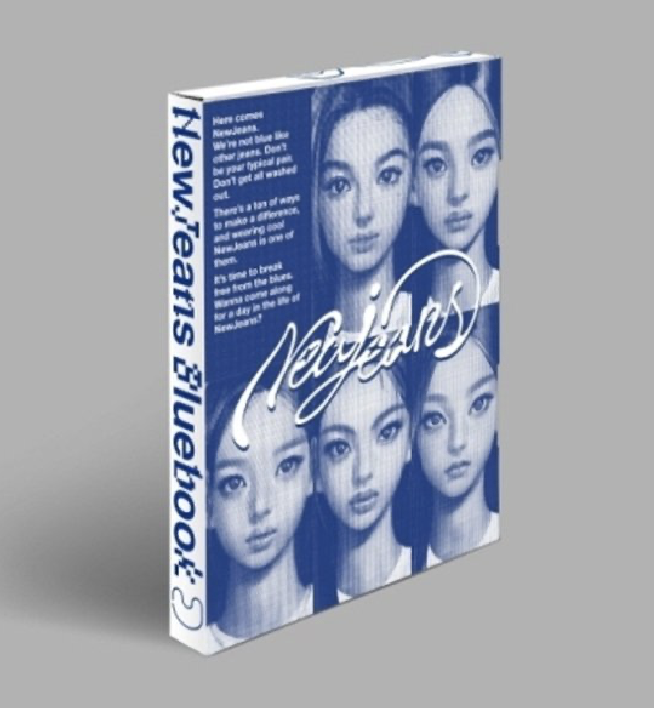 NewJeans Bluebook
Here comes
NewJeans.
We're not blue like
other jeans. Don't
be your typical pair.
Don't get all washed
out.
There's a ton of ways
to make a difference,
and wearing cool
NewJeans is one of
them.
It's time to break
free from the blues.
Wanna come along
for a day in the life of
NewJeans?
NewJeans